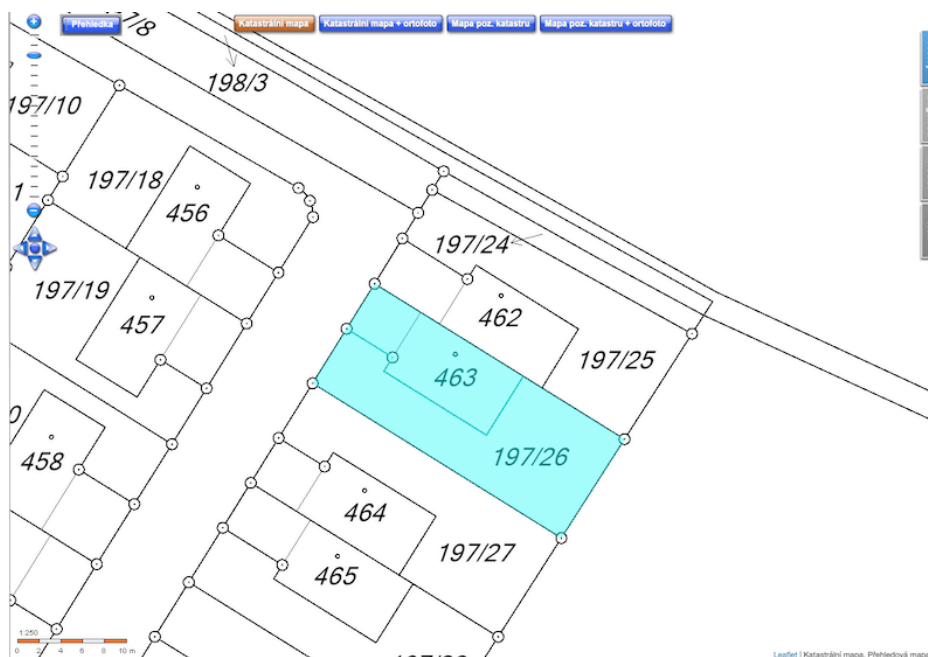 Přehledka
Katastrální mapa
Katastrální mapa + ortofoto
Mapa poz. katastru
Mapa poz. katastru + ortofoto
198/3
197/10
197/18
456
197/24
1
197/19
457
462
197/25
463
0
458
197/26
464
197/27
465
1:250
0 2 4 6 8 10 m
Leaflet | Katastrální mapa, Přehledová mapa